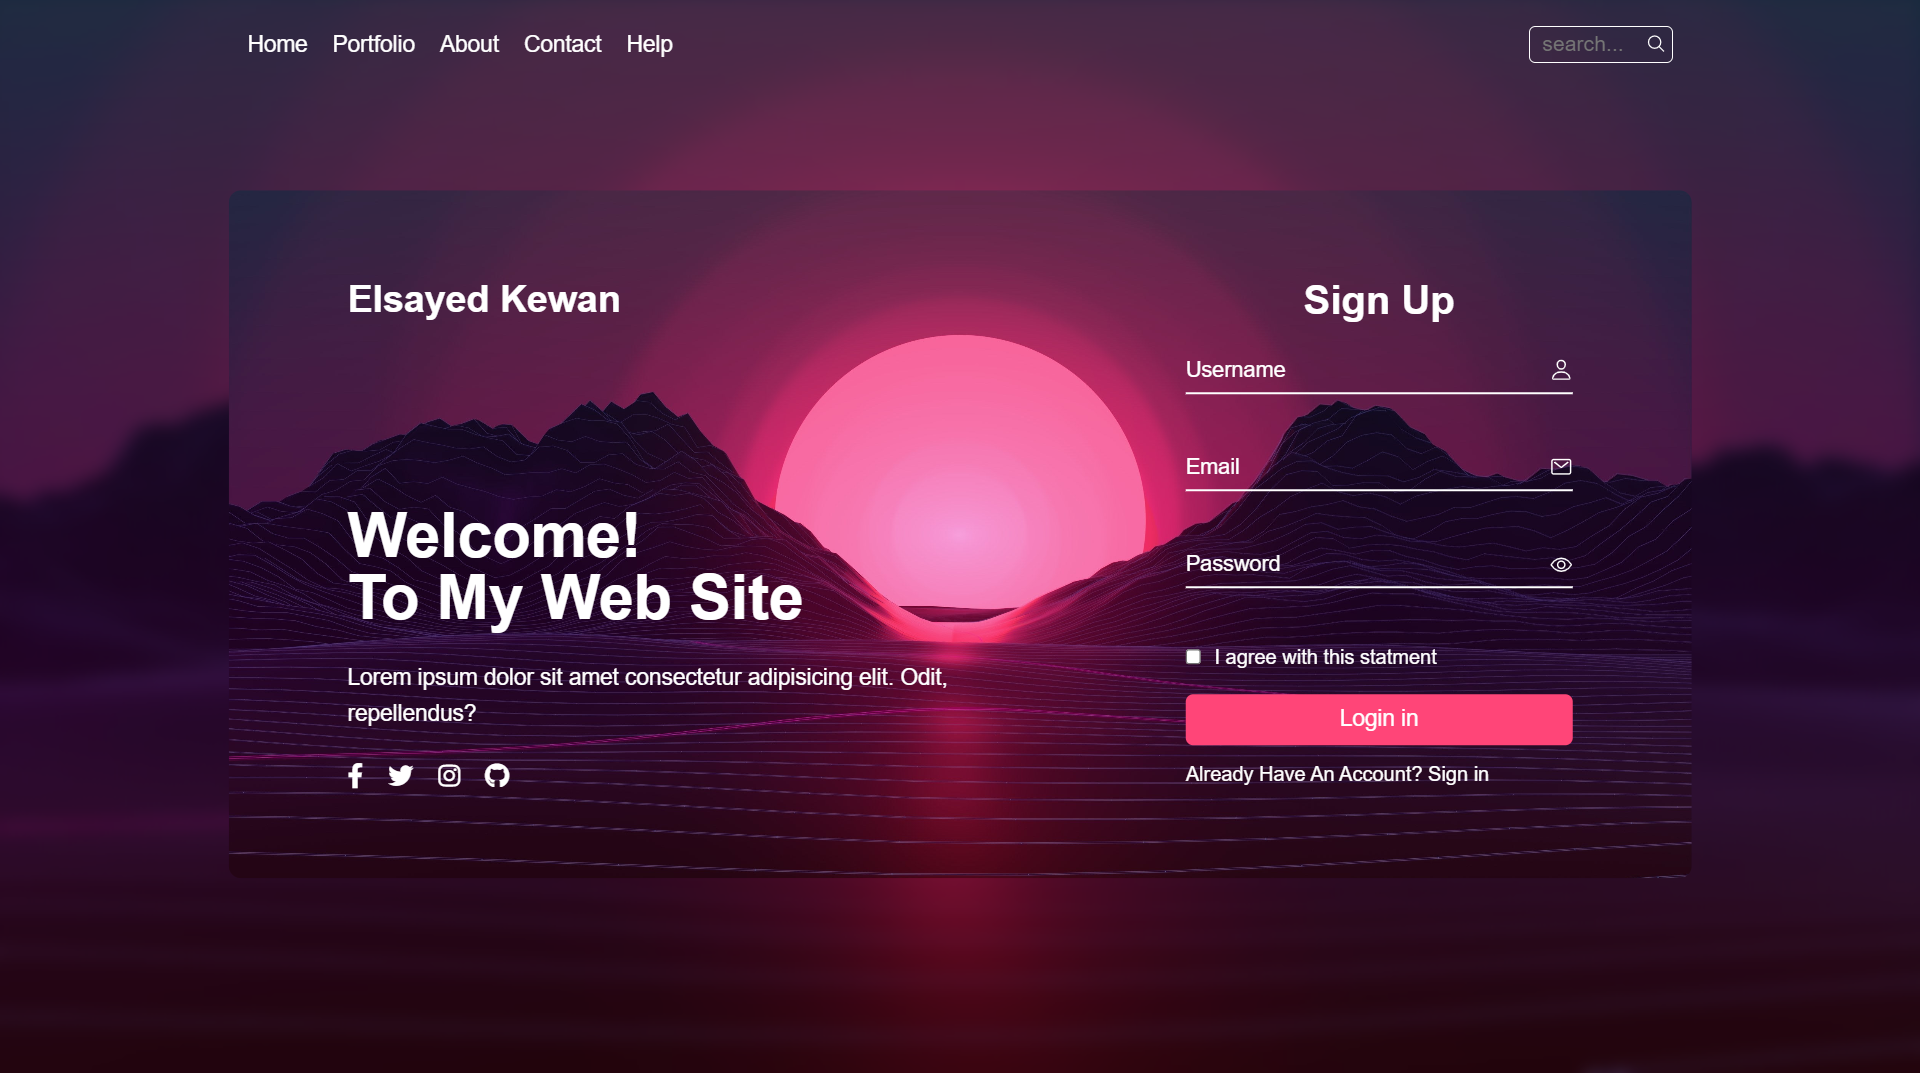 Home Portfolio About Contact Help
search...
Elsayed Kewan
Welcome!
To My Web Site
Lorem ipsum dolor sit amet consectetur adipisicing elit. Odit,
repellendus?
Sign Up
Username
Email
Password
I agree with this statment
Login in
Already Have An Account? Sign in